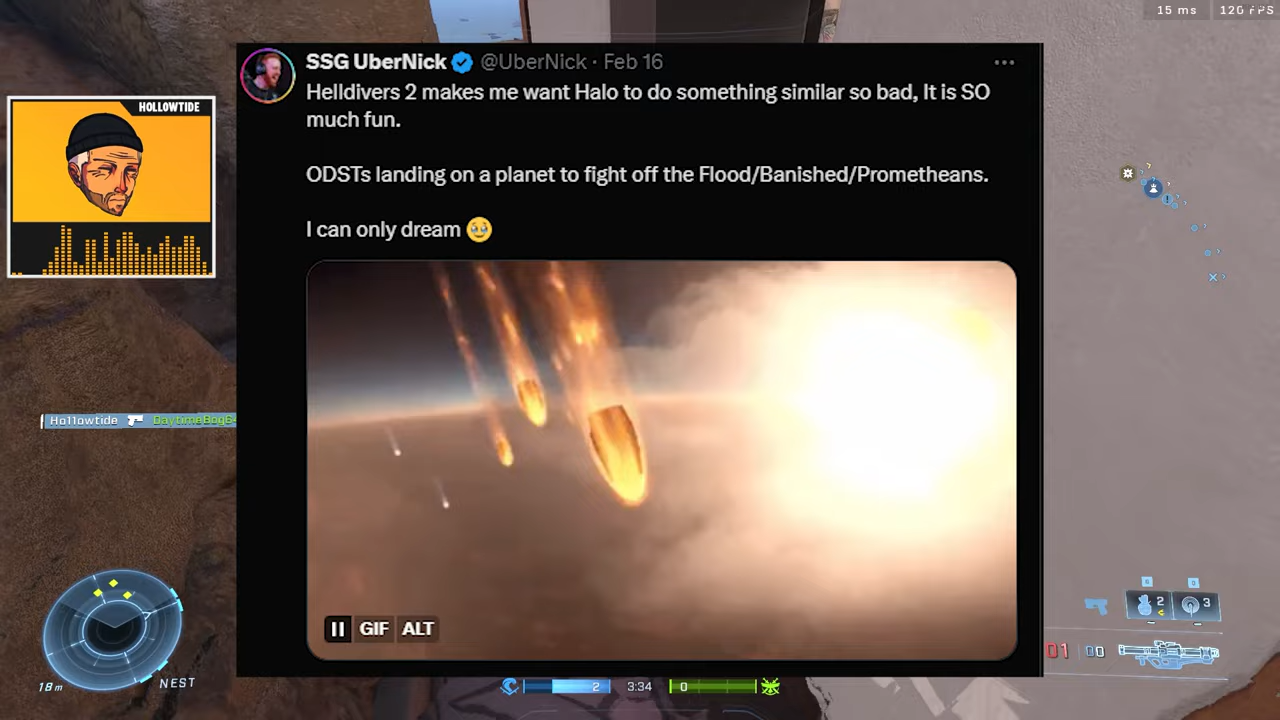 15 ms 120 FPS
SSG UberNick @UberNick · Feb 16
Helldivers 2 makes me want Halo to do something similar so bad, It is SO
much fun.
ODSTs landing on a planet to fight off the Flood/Banished/Prometheans.
I can only dream 🥹
HOLLOWTIDE
Hollowtide DaytimeBog6
GIF ALT
18m
NEST
2 3:34 0
2 3
01 00